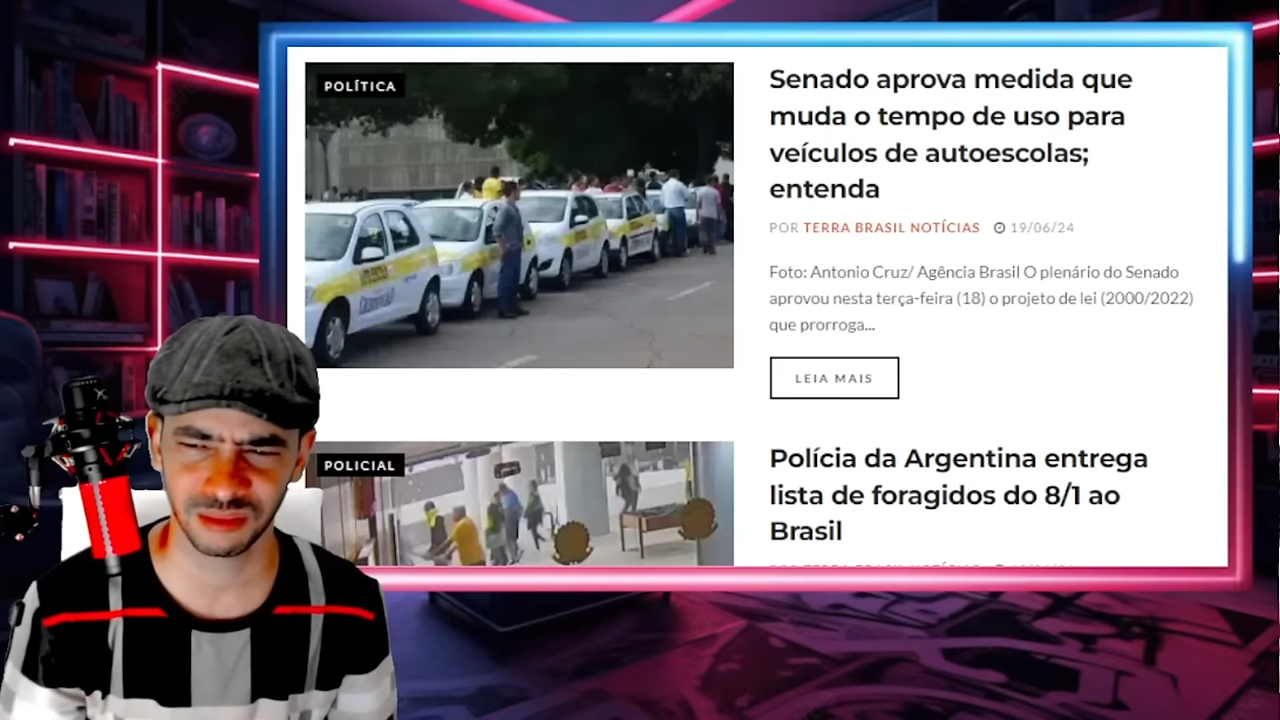 POLÍTICA
Senado aprova medida que
muda o tempo de uso para
veículos de autoescolas;
entenda
POR TERRA BRASIL NOTÍCIAS 19/06/24
Foto: Antonio Cruz/ Agência Brasil O plenário do Senado
aprovou nesta terça-feira (18) o projeto de lei (2000/2022)
que prorroga...
LEIA MAIS
POLICIAL
Polícia da Argentina entrega
lista de foragidos do 8/1 ao
Brasil